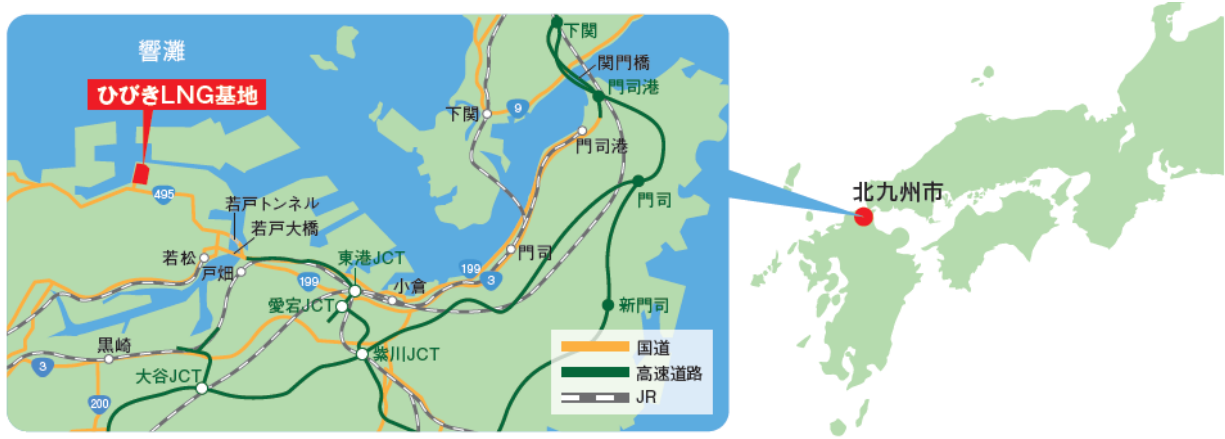 響灘
ひびきLNG基地
下関
関門橋
門司港
下関
9
門司港
495
門司
若戸トンネル
若戸大橋
若松
戸畑
東港JCT
門司
199
3
199
小倉
愛宕JCT
新門司
黒崎
紫川JCT
3
大谷JCT
200
国道
高速道路
JR
北九州市